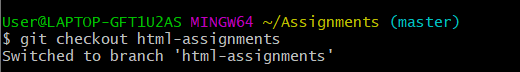 User@LAPTOP-GFT1U2AS MINGW64 ~/Assignments (master)
$ git checkout html-assignments
Switched to branch 'html-assignments'